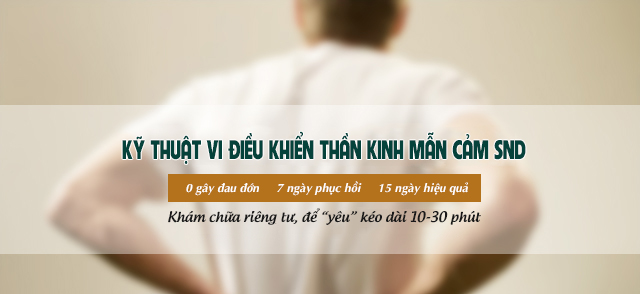 KỸ THUẬT VI ĐIỀU KHIỂN THẦN KINH MẪN CẢM SND
0 gây đau đớn 7 ngày phục hồi 15 ngày hiệu quả
Khám chữa riêng tư, để “yêu” kéo dài 10-30 phút